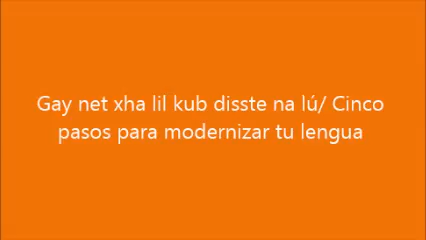 Gay net xha lil kub disste na lú/ Cinco
pasos para modernizar tu lengua